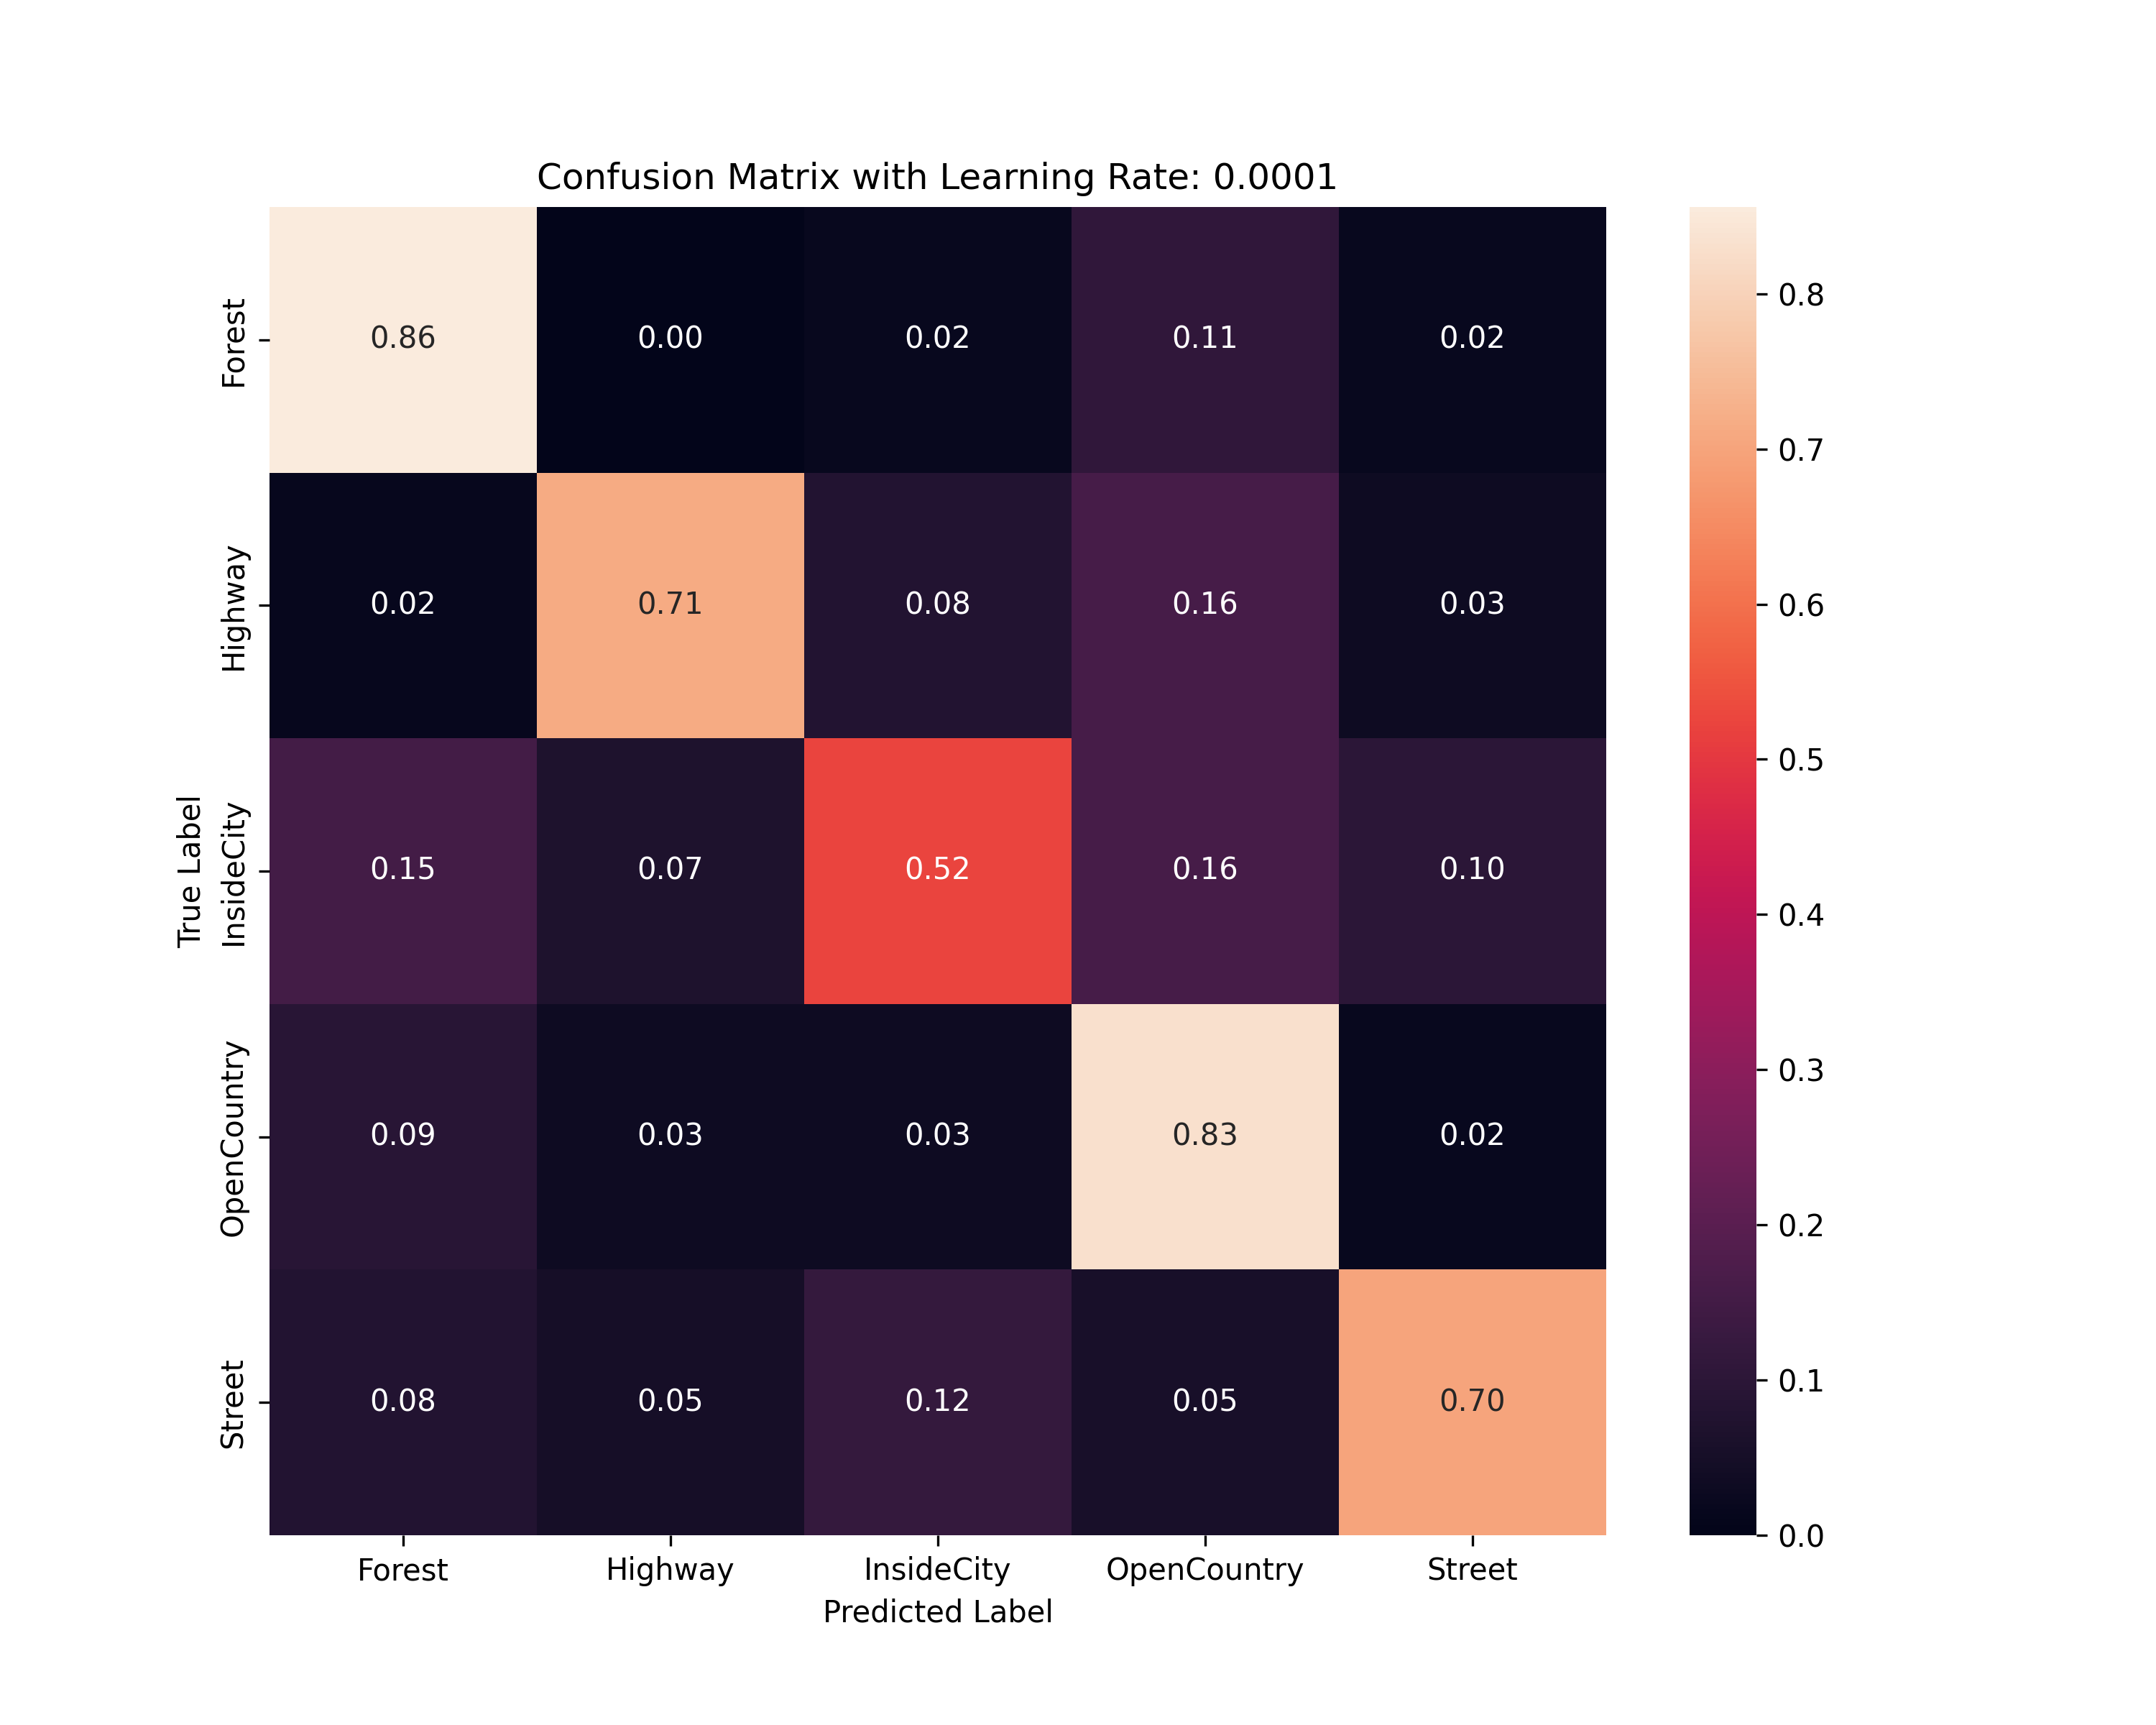 Confusion Matrix with Learning Rate: 0.0001
True Label
Forest 0.86 0.00 0.02 0.11 0.02
Highway 0.02 0.71 0.08 0.16 0.03
InsideCity 0.15 0.07 0.52 0.16 0.10
OpenCountry 0.09 0.03 0.03 0.83 0.02
Street 0.08 0.05 0.12 0.05 0.70
Forest Highway InsideCity OpenCountry Street
Predicted Label
0.8
0.7
0.6
0.5
0.4
0.3
0.2
0.1
0.0